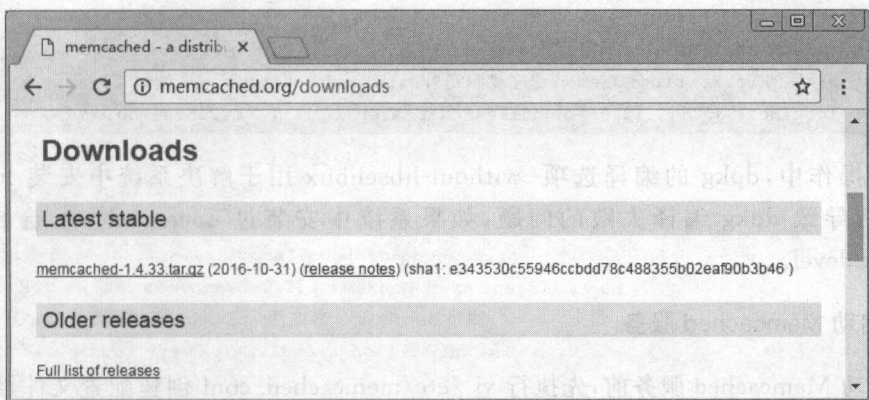 memcached - a distribu
memcached.org/downloads
Downloads
Latest stable
memcached-1.4.33.tar.gz (2016-10-31) (release notes) (sha1: e343530c55946ccbdd78c488355b02eaf90b3b46 )
Older releases
Full list of releases